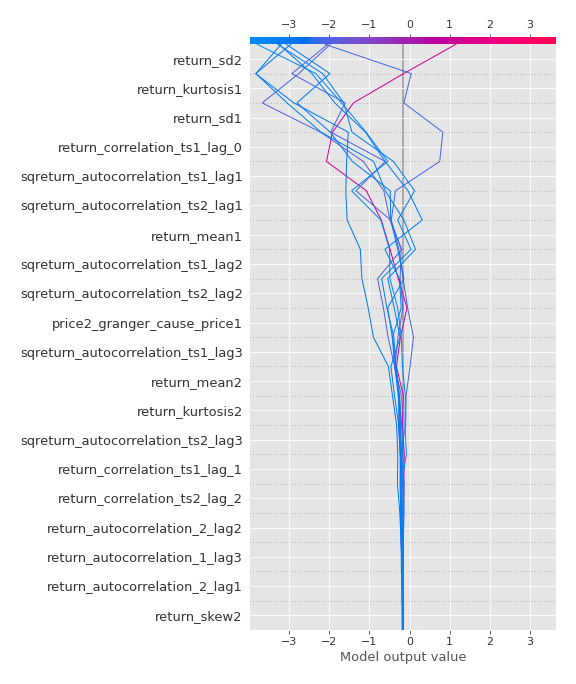 −3 −2 −1 0 1 2 3
return_sd2
return_kurtosis1
return_sd1
return_correlation_ts1_lag_0
sqreturn_autocorrelation_ts1_lag1
sqreturn_autocorrelation_ts2_lag1
return_mean1
sqreturn_autocorrelation_ts1_lag2
sqreturn_autocorrelation_ts2_lag2
price2_granger_cause_price1
sqreturn_autocorrelation_ts1_lag3
return_mean2
return_kurtosis2
sqreturn_autocorrelation_ts2_lag3
return_correlation_ts1_lag_1
return_correlation_ts2_lag_2
return_autocorrelation_2_lag2
return_autocorrelation_1_lag3
return_autocorrelation_2_lag1
return_skew2
−3 −2 −1 0 1 2 3
Model output value